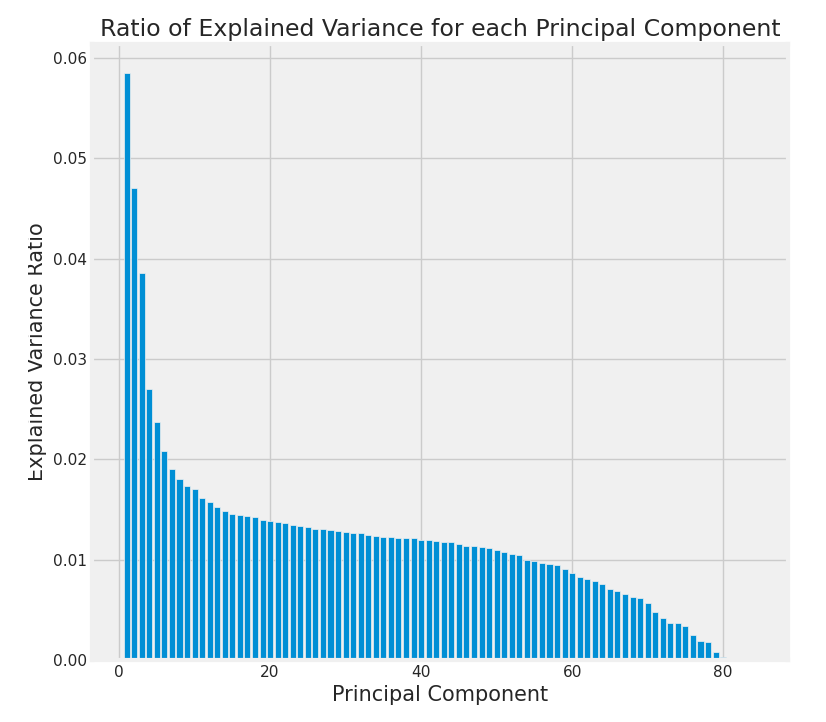 Ratio of Explained Variance for each Principal Component
0.06
0.05
0.04
0.03
0.02
0.01
0.00
Explained Variance Ratio
0 20 40 60 80
Principal Component